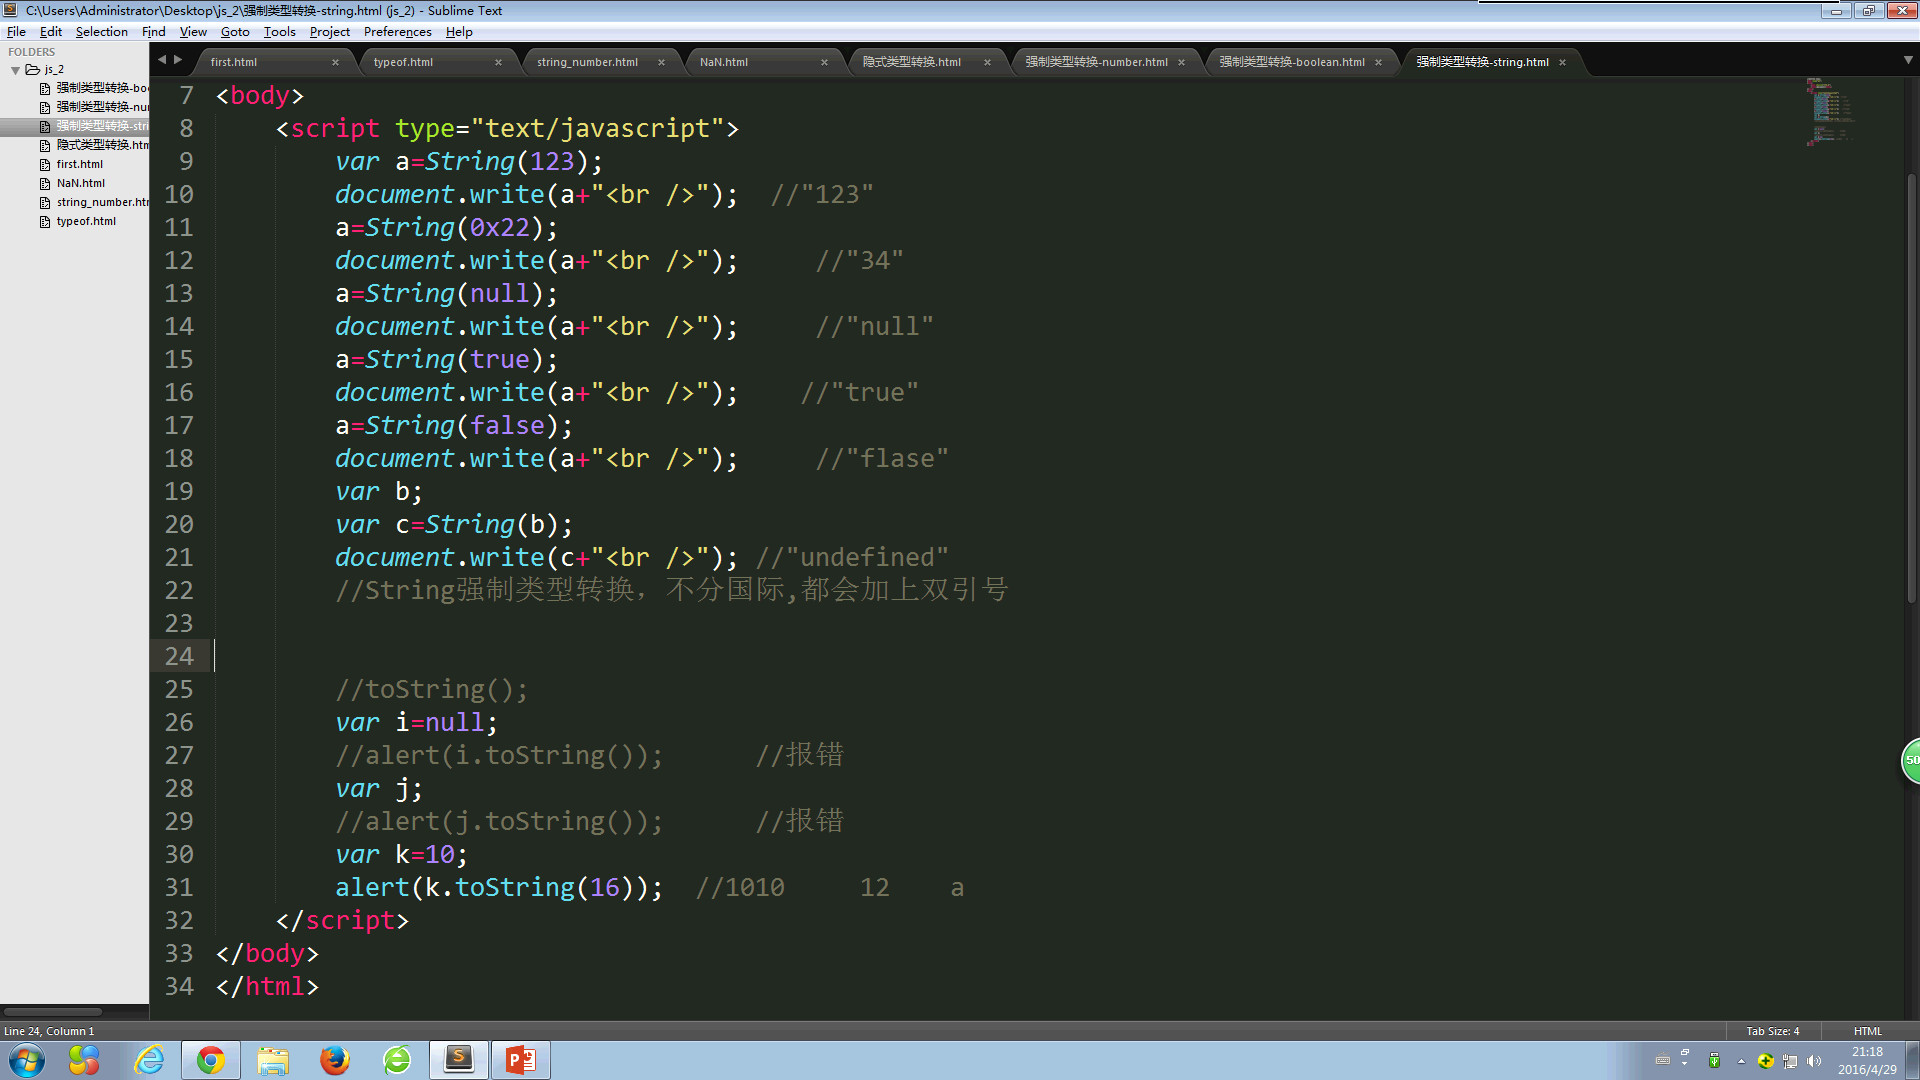 C:\Users\Administrator\Desktop\js_2\强制类型转换-string.html (js_2) - Sublime Text
File Edit Selection Find View Goto Tools Project Preferences Help
FOLDERS
js_2
强制类型转换-boo
强制类型转换-nu
强制类型转换-stri
隐式类型转换.htm
first.html
NaN.html
string_number.htm
typeof.html
first.html typeof.html string_number.html NaN.html 隐式类型转换.html 强制类型转换-number.html 强制类型转换-boolean.html 强制类型转换-string.html
7 <body>
8 <script type="text/javascript">
9 var a=String(123);
10 document.write(a+"<br />"); //"123"
11 a=String(0x22);
12 document.write(a+"<br />"); //"34"
13 a=String(null);
14 document.write(a+"<br />"); //"null"
15 a=String(true);
16 document.write(a+"<br />"); //"true"
17 a=String(false);
18 document.write(a+"<br />"); //"flase"
19 var b;
20 var c=String(b);
21 document.write(c+"<br />"); //"undefined"
22 //String强制类型转换，不分国际,都会加上双引号
23
24
25 //toString();
26 var i=null;
27 //alert(i.toString()); //报错
28 var j;
29 //alert(j.toString()); //报错
30 var k=10;
31 alert(k.toString(16)); //1010 12 a
32 </script>
33 </body>
34 </html>
50
Line 24, Column 1 Tab Size: 4 HTML
21:18
2016/4/29